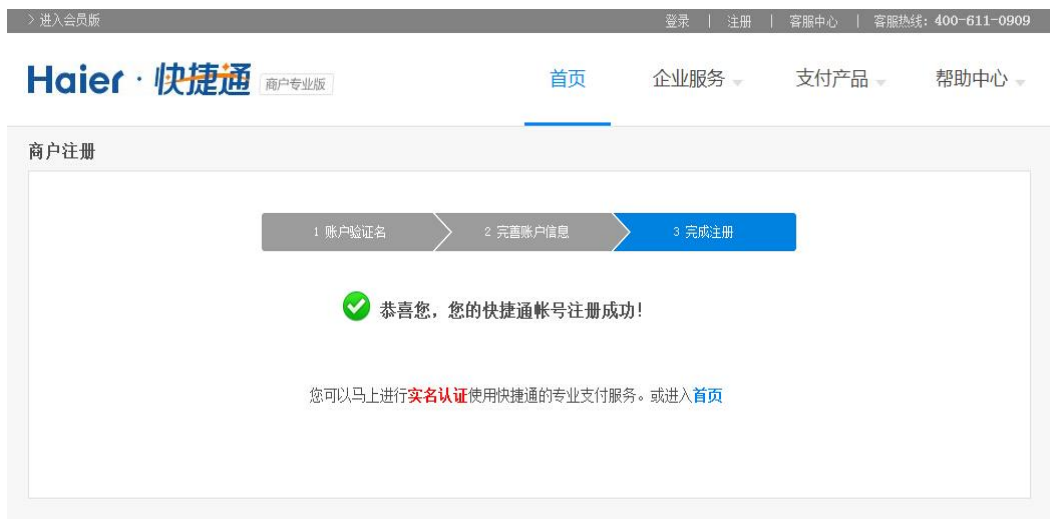 > 进入会员版 登录 | 注册 | 客服中心 | 客服热线：400-611-0909
Haier · 快捷通 商户专业版 首页 企业服务 支付产品 帮助中心
商户注册
1 账户验证名 2 完善账户信息 3 完成注册
恭喜您，您的快捷通帐号注册成功！
您可以马上进行实名认证使用快捷通的专业支付服务。或进入首页